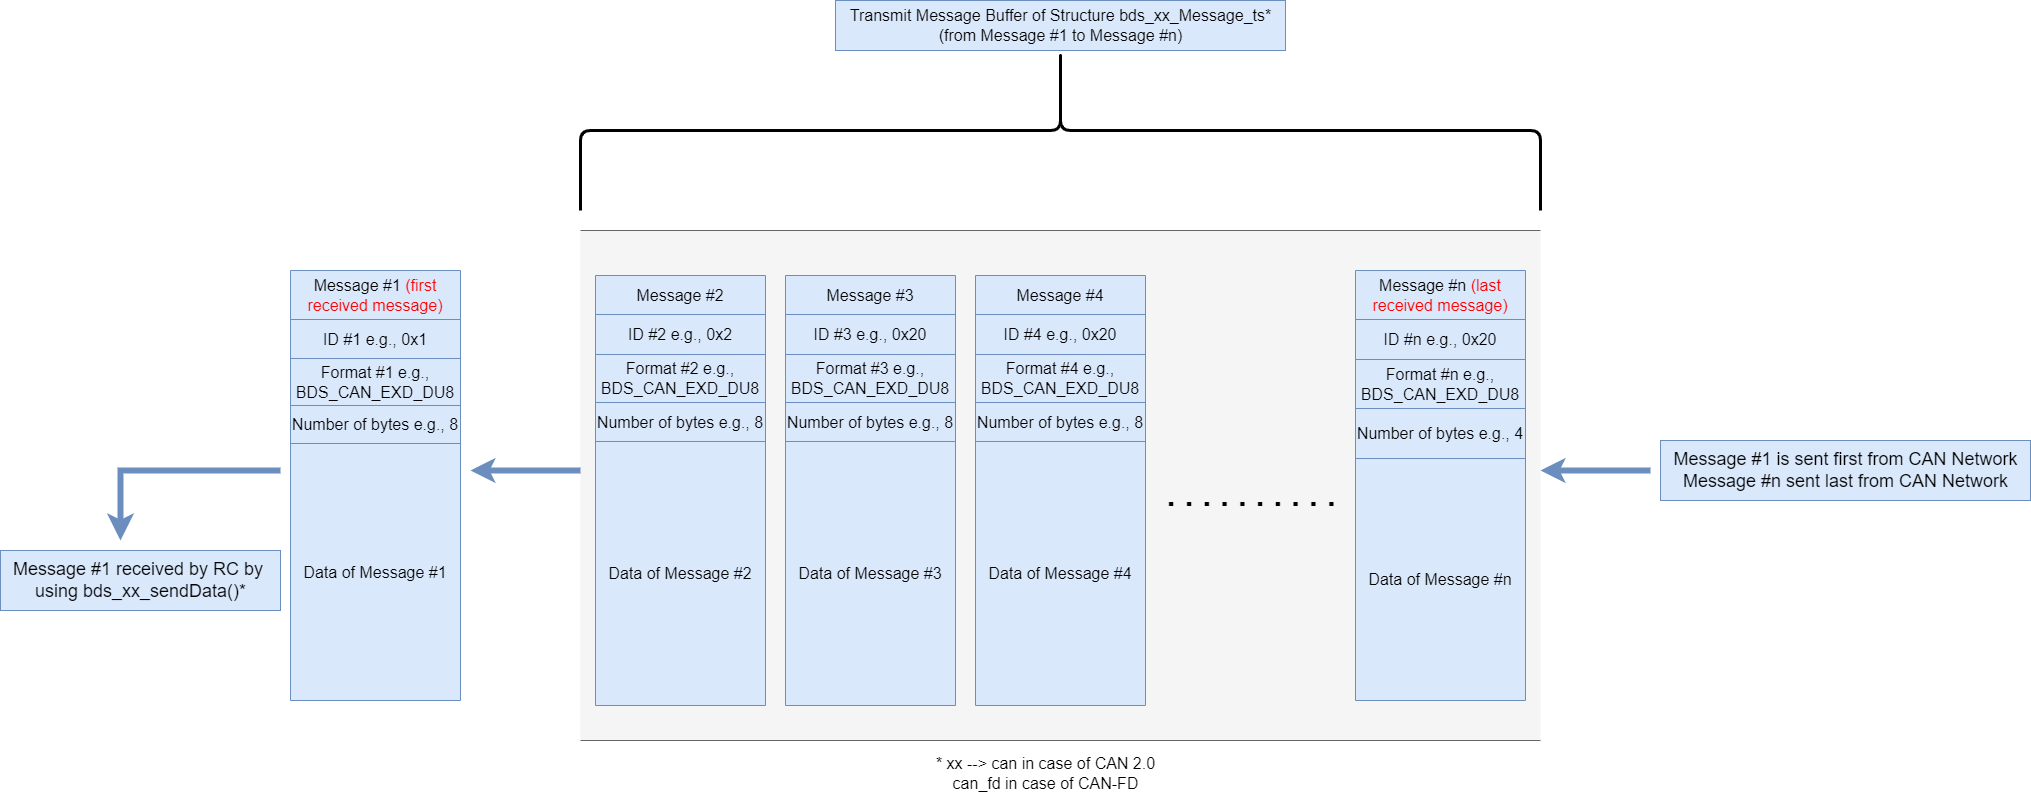 Transmit Message Buffer of Structure bds_xx_Message_ts*
(from Message #1 to Message #n)
Message #1 (first
received message)
ID #1 e.g., 0x1
Format #1 e.g.,
BDS_CAN_EXD_DU8
Number of bytes e.g., 8
Data of Message #1
Message #2
ID #2 e.g., 0x2
Format #2 e.g.,
BDS_CAN_EXD_DU8
Number of bytes e.g., 8
Data of Message #2
Message #3
ID #3 e.g., 0x20
Format #3 e.g.,
BDS_CAN_EXD_DU8
Number of bytes e.g., 8
Data of Message #3
Message #4
ID #4 e.g., 0x20
Format #4 e.g.,
BDS_CAN_EXD_DU8
Number of bytes e.g., 8
Data of Message #4
. . . . . . . . . .
Message #n (last
received message)
ID #n e.g., 0x20
Format #n e.g.,
BDS_CAN_EXD_DU8
Number of bytes e.g., 4
Data of Message #n
Message #1 is sent first from CAN Network
Message #n sent last from CAN Network
Message #1 received by RC by
using bds_xx_sendData()*
* xx --> can in case of CAN 2.0
can_fd in case of CAN-FD